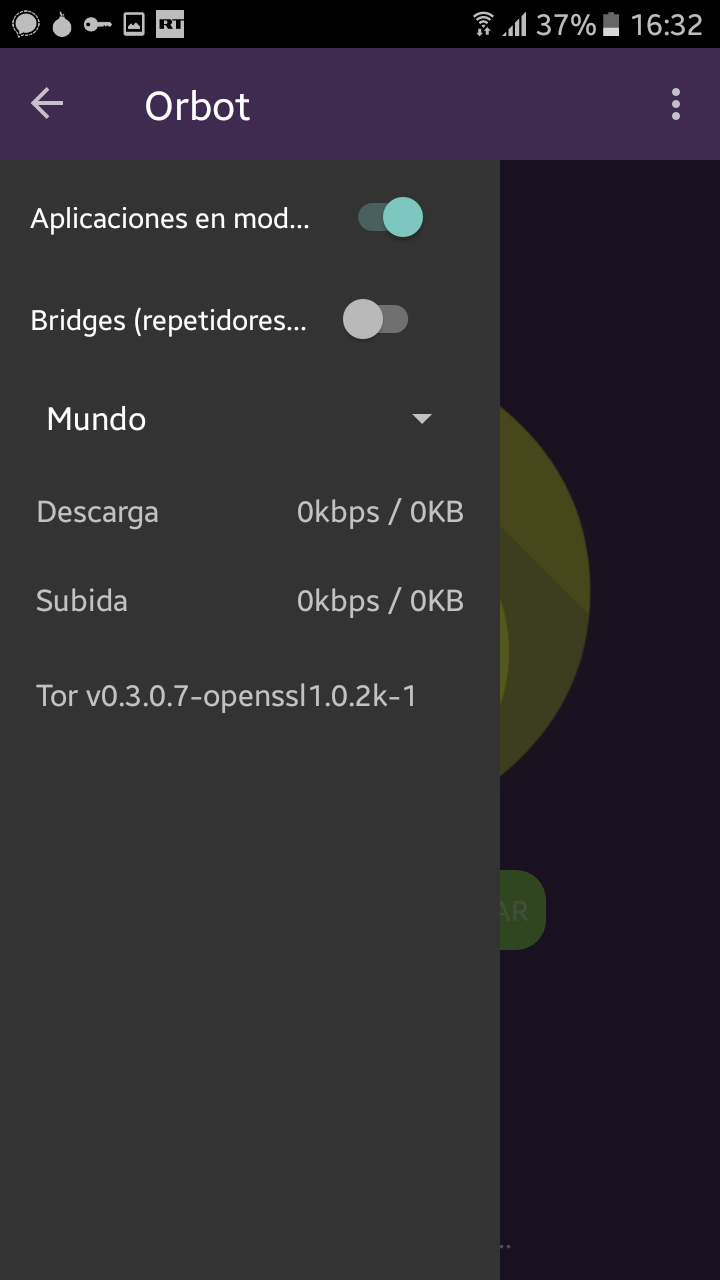 RT 37% 16:32
Orbot
Aplicaciones en mod...
Bridges (repetidores...
Mundo
Descarga 0kbps / 0KB
Subida 0kbps / 0KB
Tor v0.3.0.7-openssl1.0.2k-1
AR
..